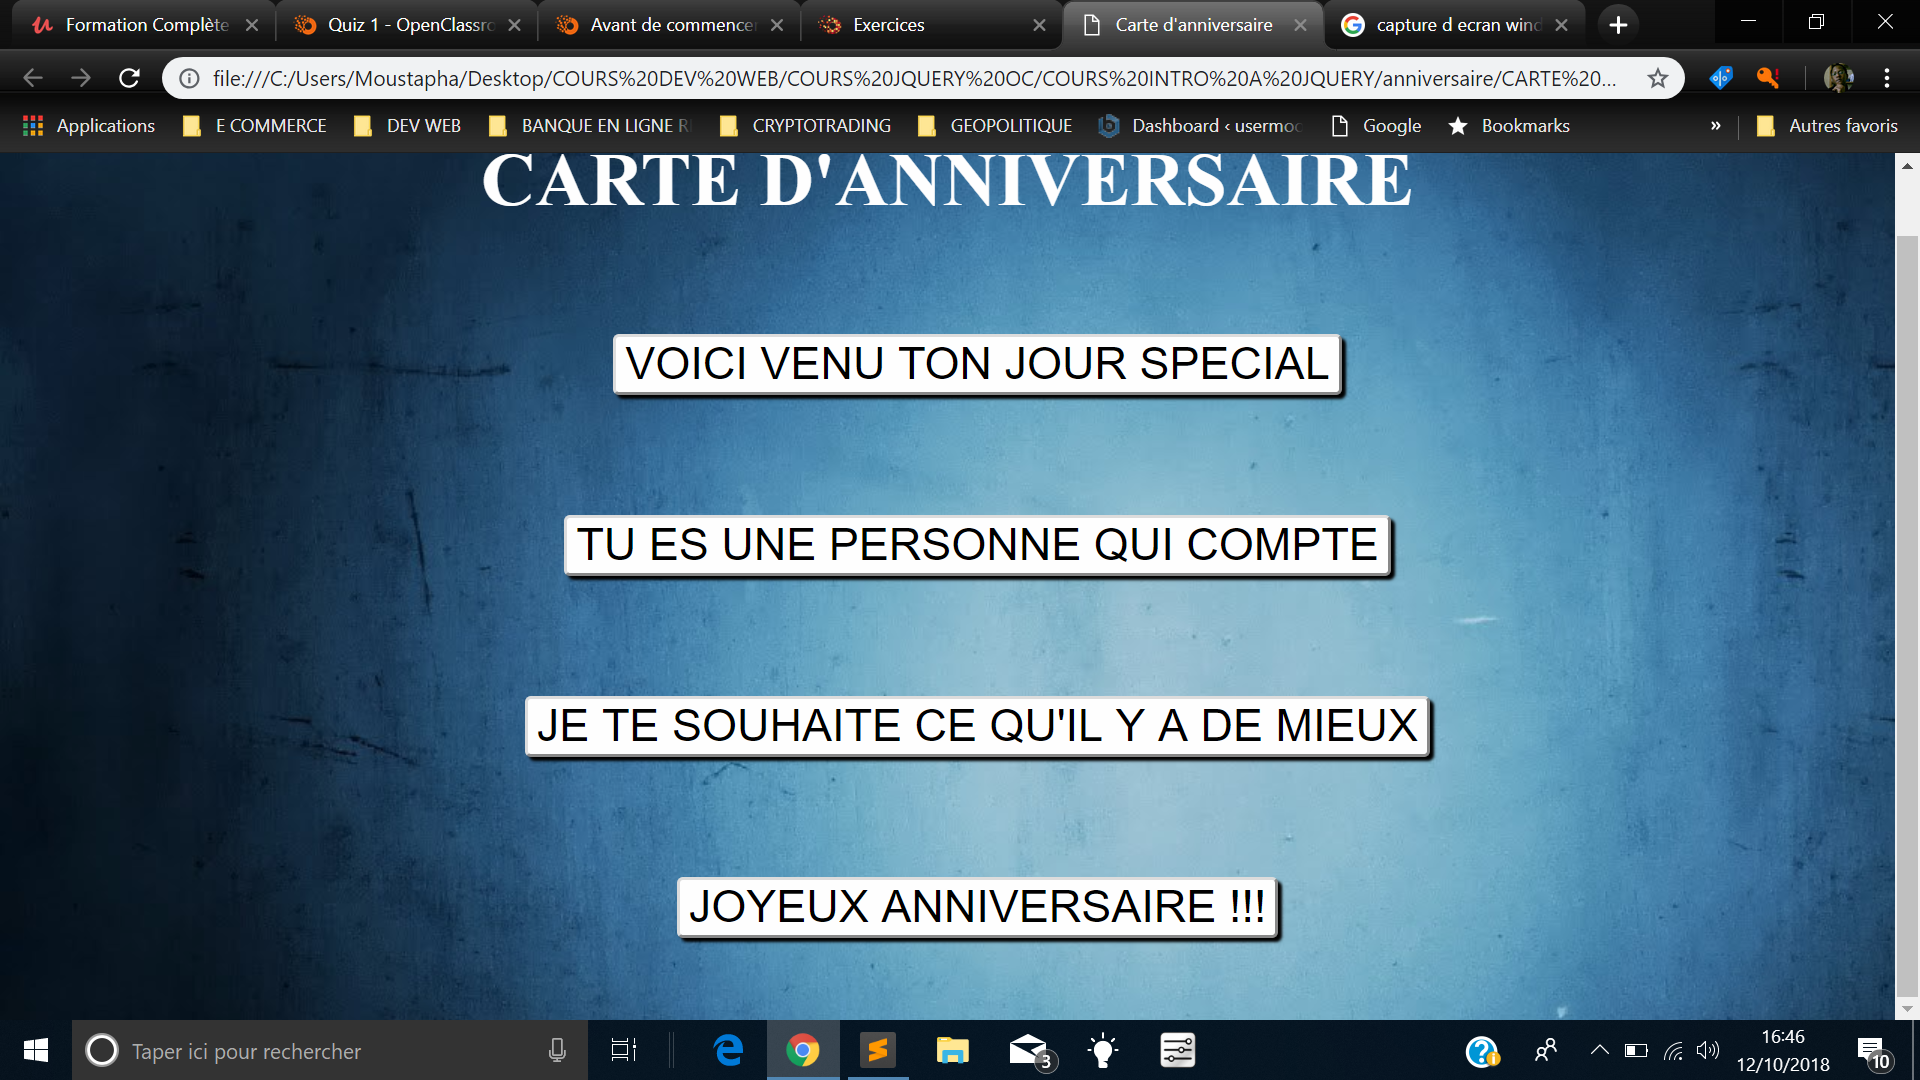 Formation Complète
Quiz 1 - OpenClassro
Avant de commencer
Exercices
Carte d'anniversaire
capture d ecran wind
file:///C:/Users/Moustapha/Desktop/COURS%20DEV%20WEB/COURS%20JQUERY%20OC/COURS%20INTRO%20A%20JQUERY/anniversaire/CARTE%20...
Applications
E COMMERCE
DEV WEB
BANQUE EN LIGNE R
CRYPTOTRADING
GEOPOLITIQUE
Dashboard ‹ usermo
Google
Bookmarks
»
Autres favoris
CARTE D'ANNIVERSAIRE
VOICI VENU TON JOUR SPECIAL
TU ES UNE PERSONNE QUI COMPTE
JE TE SOUHAITE CE QU'IL Y A DE MIEUX
JOYEUX ANNIVERSAIRE !!!
Taper ici pour rechercher
3
16:46
12/10/2018
10